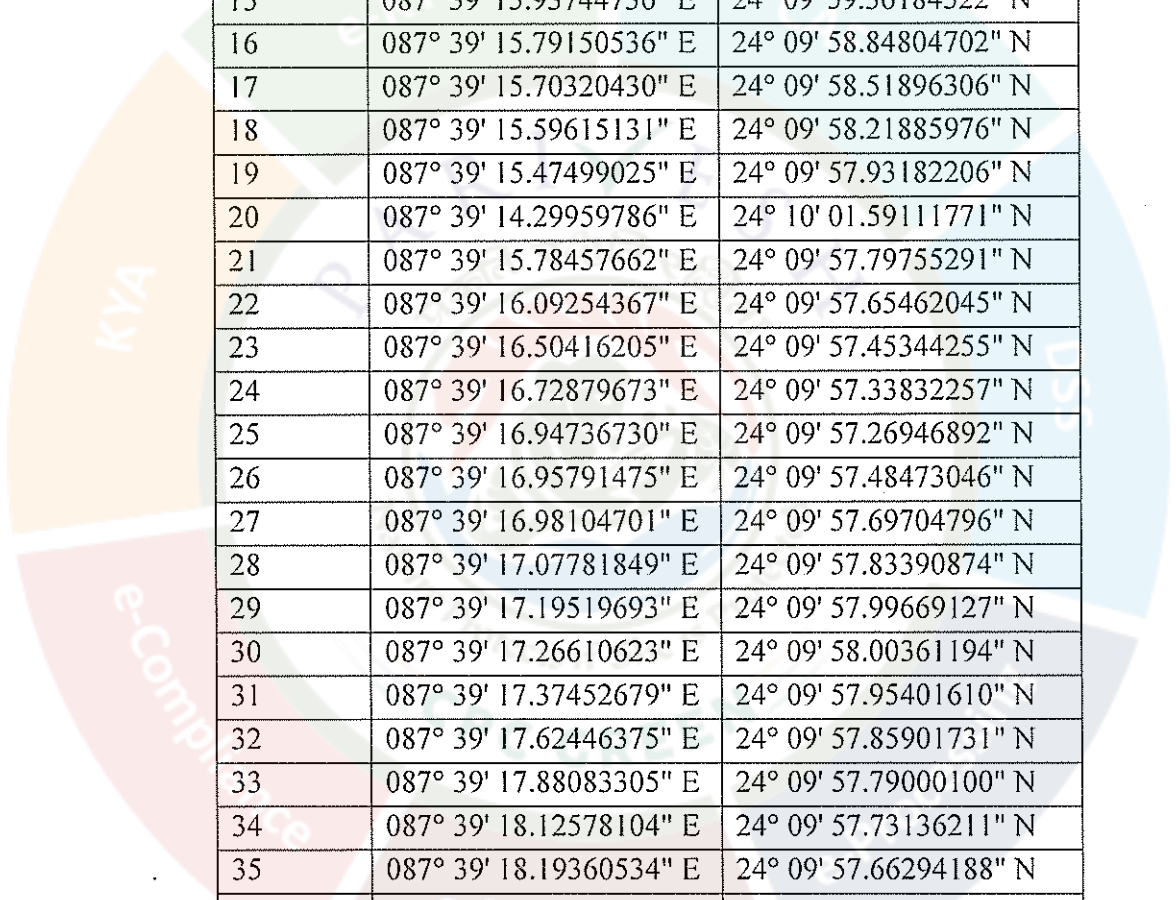 16 087° 39' 15.79150536" E 24° 09' 58.84804702" N
17 087° 39' 15.70320430" E 24° 09' 58.51896306" N
18 087° 39' 15.59615131" E 24° 09' 58.21885976" N
19 087° 39' 15.47499025" E 24° 09' 57.93182206" N
20 087° 39' 14.29959786" E 24° 10' 01.59111771" N
21 087° 39' 15.78457662" E 24° 09' 57.79755291" N
22 087° 39' 16.09254367" E 24° 09' 57.65462045" N
23 087° 39' 16.50416205" E 24° 09' 57.45344255" N
24 087° 39' 16.72879673" E 24° 09' 57.33832257" N
25 087° 39' 16.94736730" E 24° 09' 57.26946892" N
26 087° 39' 16.95791475" E 24° 09' 57.48473046" N
27 087° 39' 16.98104701" E 24° 09' 57.69704796" N
28 087° 39' 17.07781849" E 24° 09' 57.83390874" N
29 087° 39' 17.19519693" E 24° 09' 57.99669127" N
30 087° 39' 17.26610623" E 24° 09' 58.00361194" N
31 087° 39' 17.37452679" E 24° 09' 57.95401610" N
32 087° 39' 17.62446375" E 24° 09' 57.85901731" N
33 087° 39' 17.88083305" E 24° 09' 57.79000100" N
34 087° 39' 18.12578104" E 24° 09' 57.73136211" N
35 087° 39' 18.19360534" E 24° 09' 57.66294188" N
KYA
DSS
e-Compliance
PARIVESH
CPC GREEN